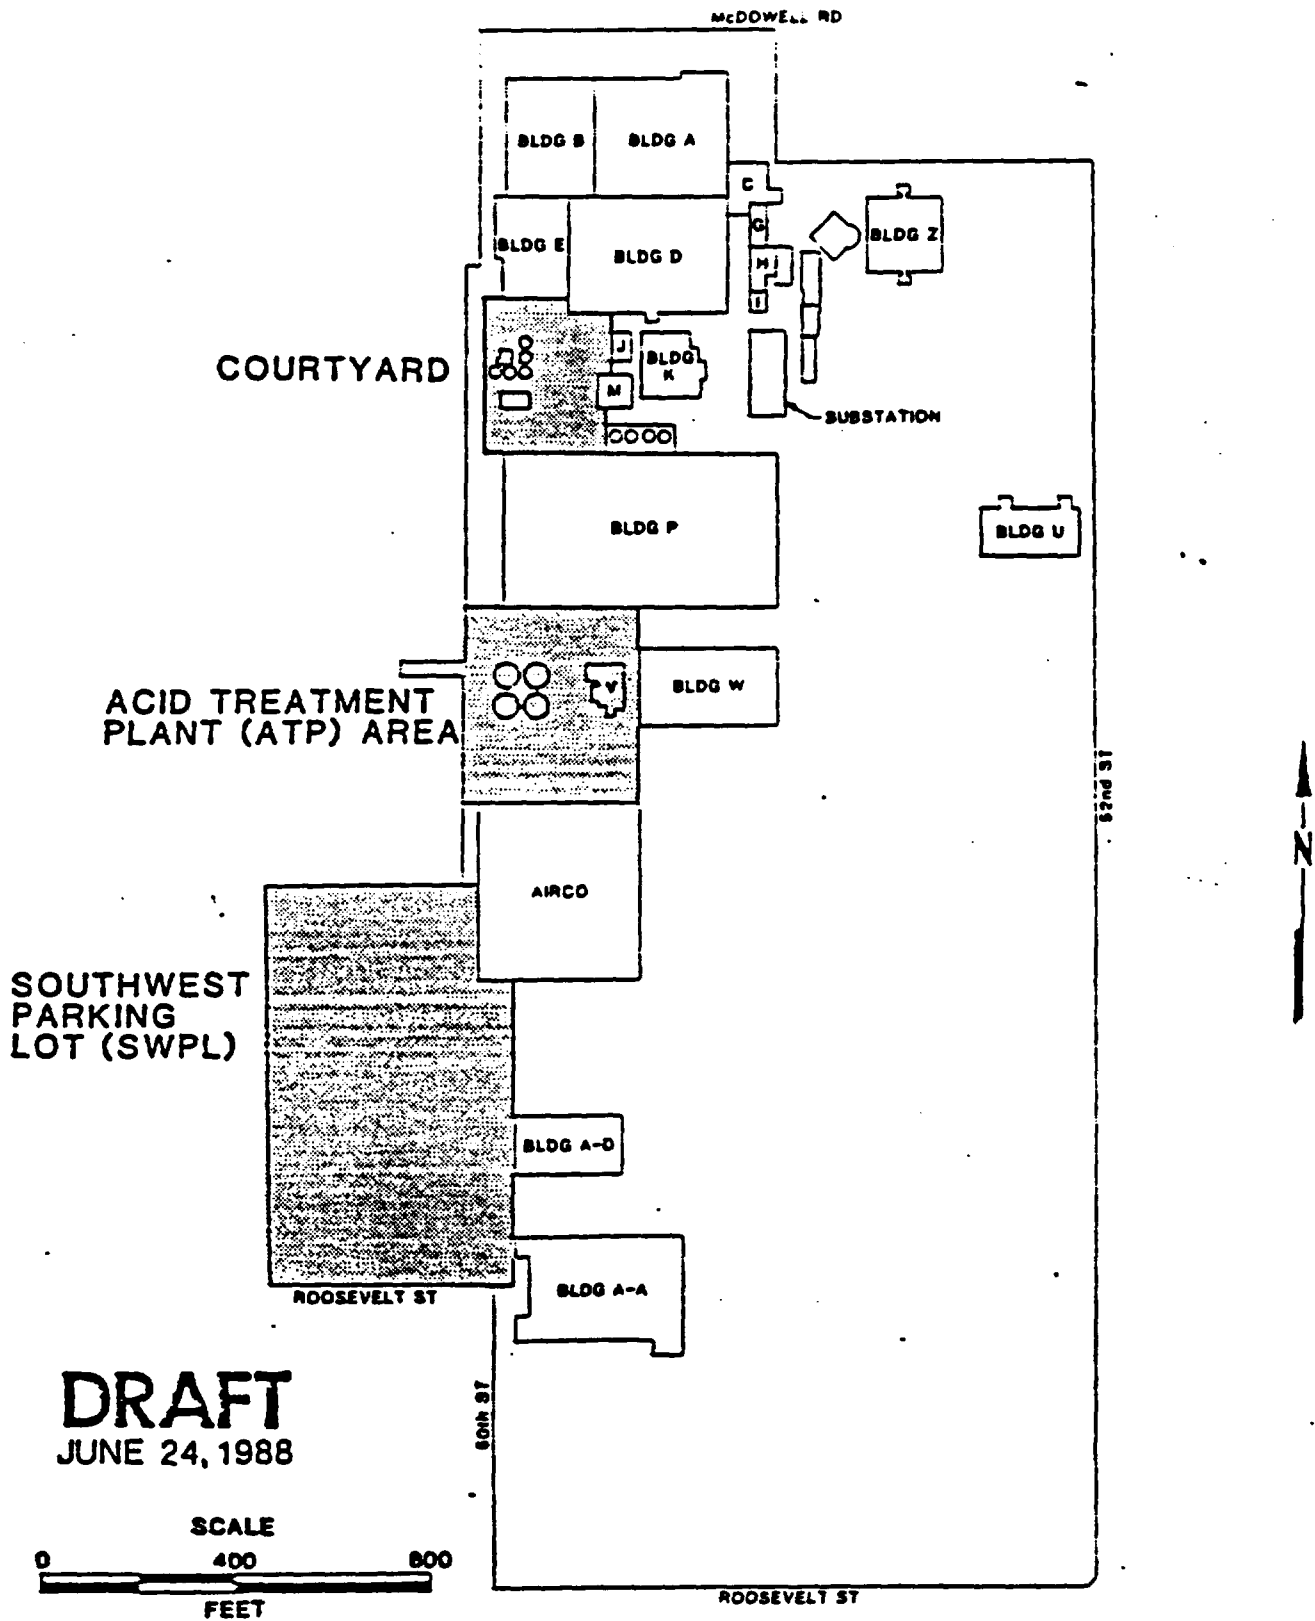 McDOWELL RD
BLDG B
BLDG A
C
G
BLDG E
BLDG D
H
I
BLDG Z
COURTYARD
J
BLDG
K
M
SUBSTATION
BLDG P
BLDG U
ACID TREATMENT
PLANT (ATP) AREA
V
BLDG W
52nd ST
N
AIRCO
SOUTHWEST
PARKING
LOT (SWPL)
BLDG A-D
BLDG A-A
ROOSEVELT ST
DRAFT
JUNE 24, 1988
50th ST
SCALE
0 400 800
FEET
ROOSEVELT ST